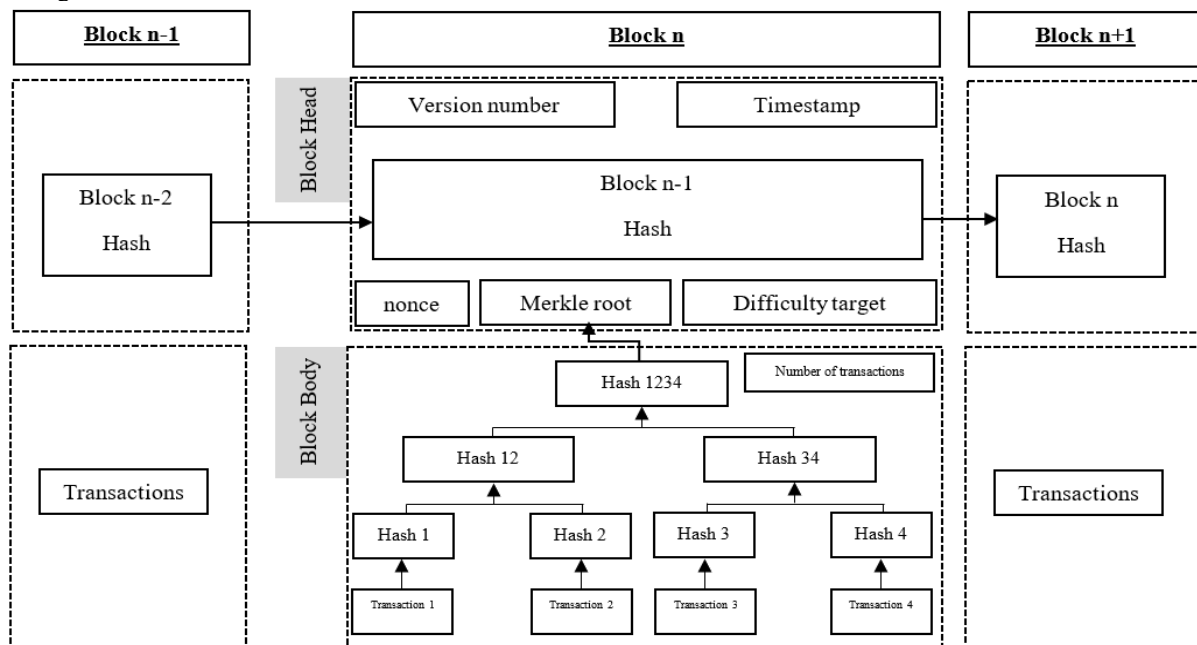 Block n-1
Block n
Block n+1
Block Head
Version number
Timestamp
Block n-2
Hash
Block n-1
Hash
Block n
Hash
nonce
Merkle root
Difficulty target
Block Body
Hash 1234
Number of transactions
Hash 12
Hash 34
Transactions
Transactions
Hash 1
Hash 2
Hash 3
Hash 4
Transaction 1
Transaction 2
Transaction 3
Transaction 4